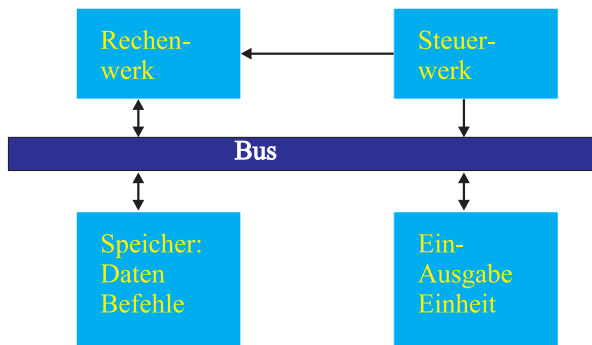 Rechen-
werk
Steuer-
werk
Bus
Speicher:
Daten
Befehle
Ein-
Ausgabe
Einheit